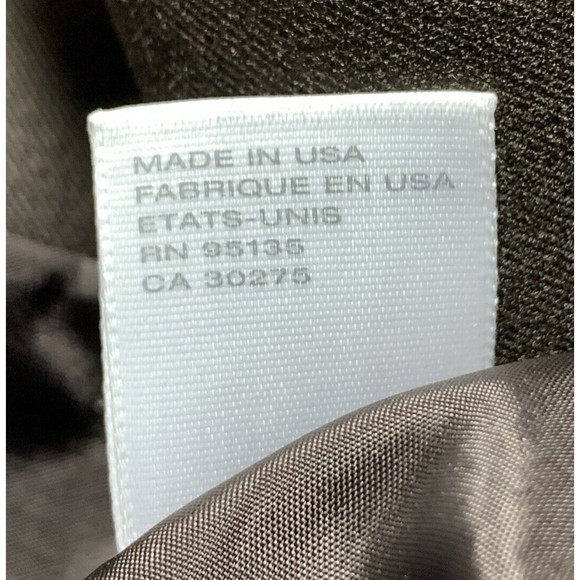 MADE IN USA
FABRIQUE EN USA
ETATS-UNIS
RN 95135
CA 30275